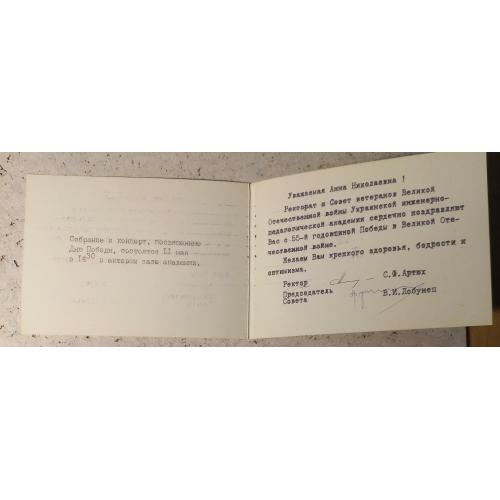 Собрание и концерт, посвященные
Дню Победы, состоятся 11 мая
в 14³⁰ в актовом зале академии.
Уважаемая Анна Николаевна !
Ректорат и Совет ветеранов Великой
Отечественной войны Украинской инженерно-
педагогической академии сердечно поздравляют
Вас с 55-й годовщиной Победы в Великой Оте-
чественной войне.
Желаем Вам крепкого здоровья, бодрости и
оптимизма.
Ректор С.Ф.Артюх
Председатель
Совета В.И.Лобунец